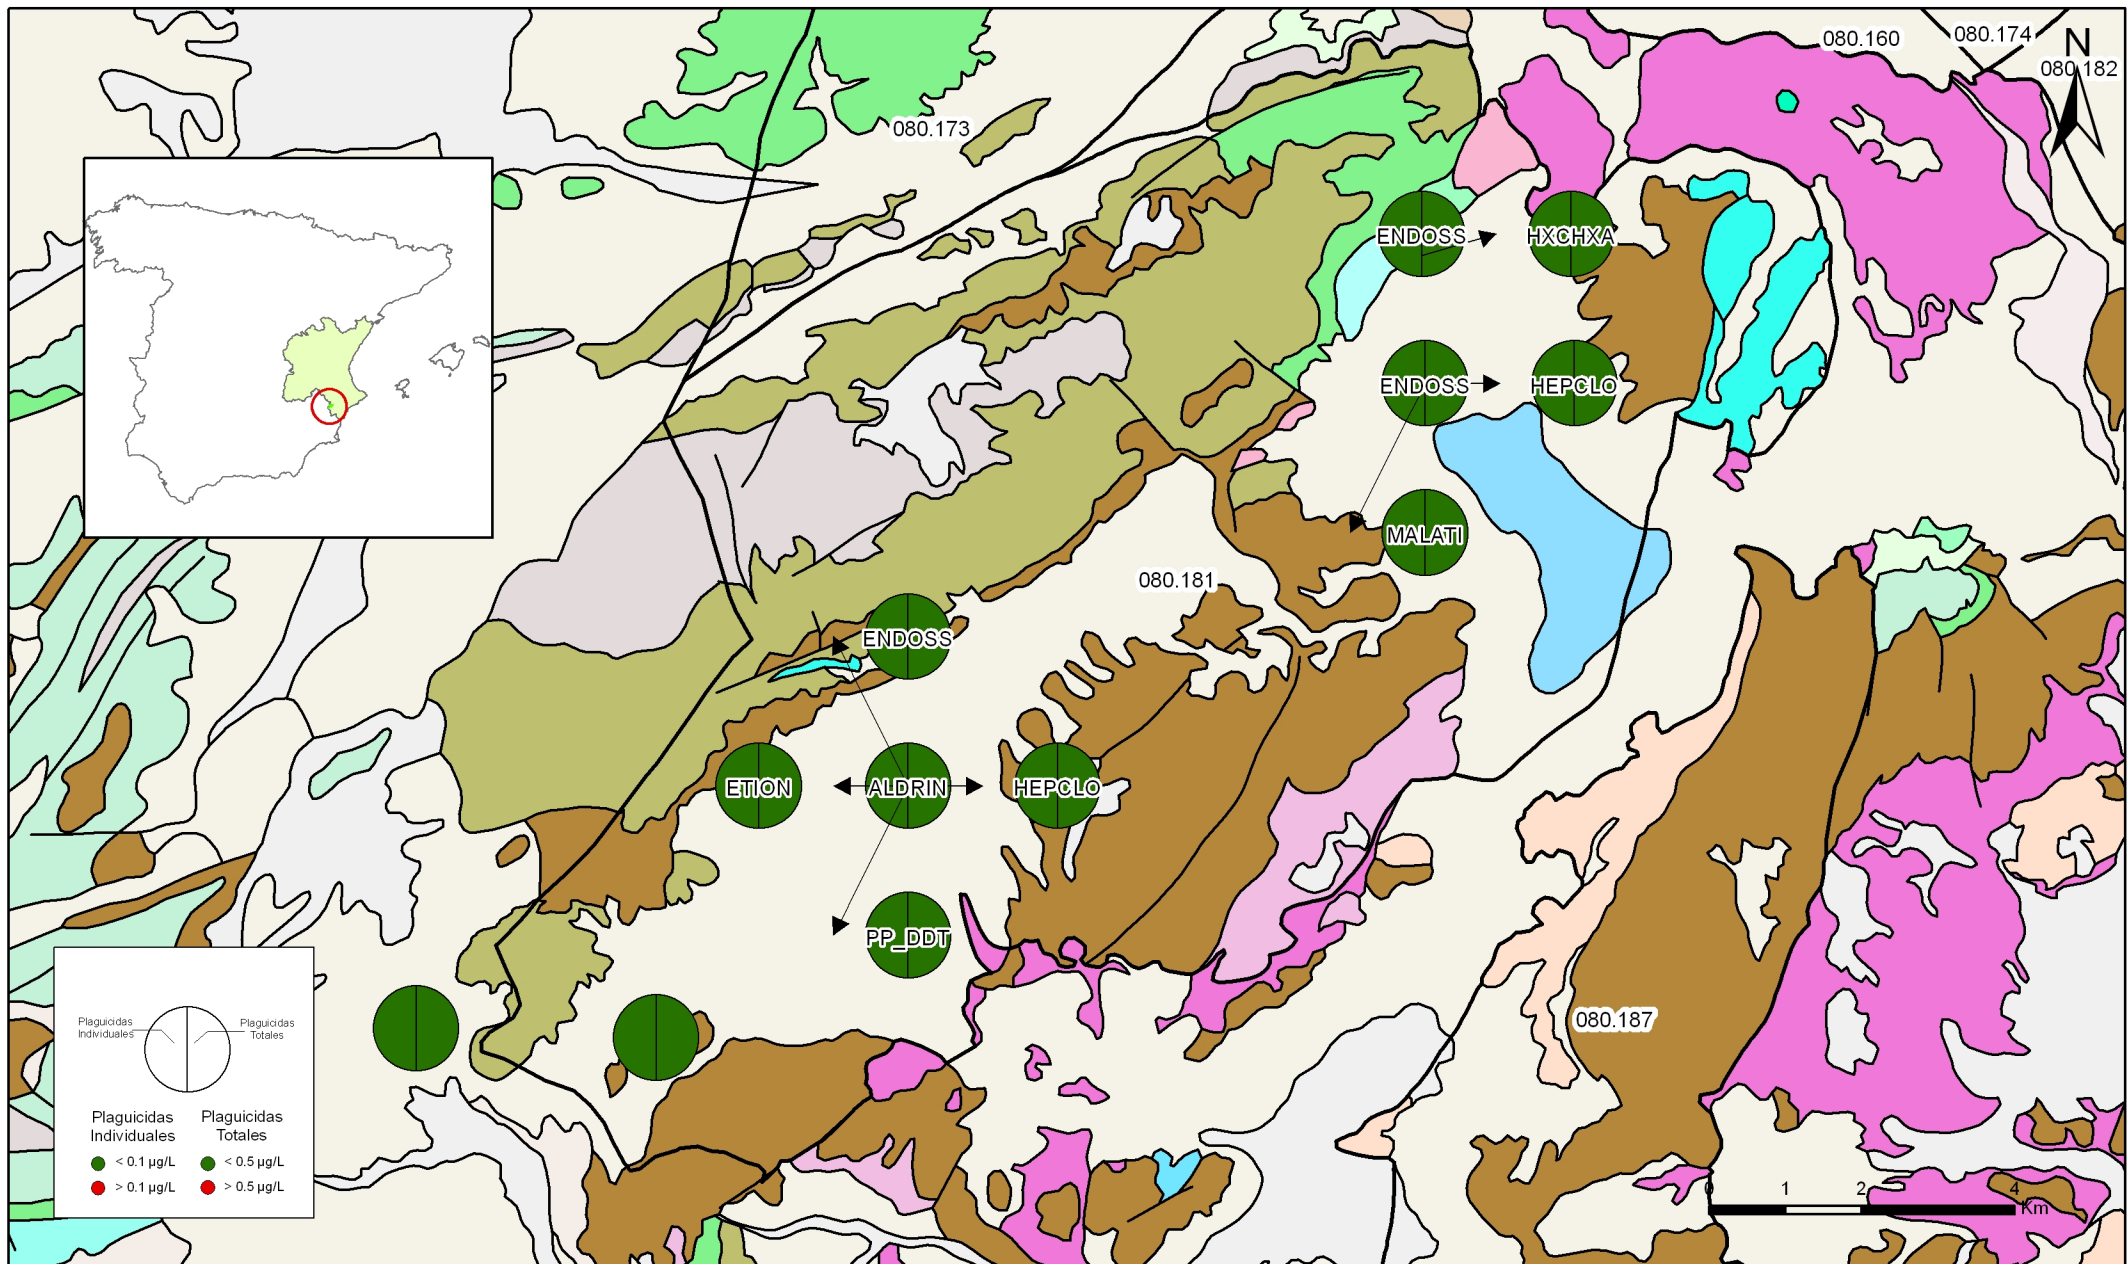 080.160
080.174
N
080.182
080.173
ENDOSS
HXCHXA
ENDOSS
HEPCLO
MALATI
080.181
ENDOSS
ETION
ALDRIN
HEPCLO
PP_DDT
080.187
Plaguicidas
Individuales
Plaguicidas
Totales
Plaguicidas
Individuales
Plaguicidas
Totales
< 0.1 µg/L
< 0.5 µg/L
> 0.1 µg/L
> 0.5 µg/L
0 1 2 4
Km